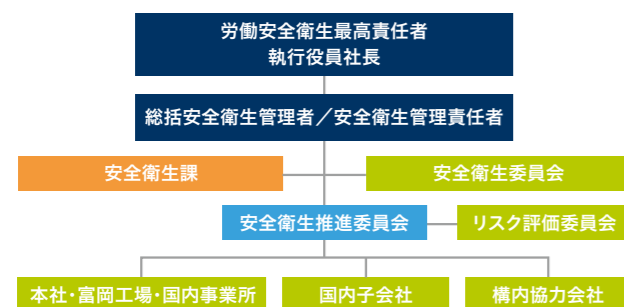 労働安全衛生最高責任者
執行役員社長
総括安全衛生管理者／安全衛生管理責任者
安全衛生課
安全衛生委員会
安全衛生推進委員会
リスク評価委員会
本社・富岡工場・国内事業所
国内子会社
構内協力会社